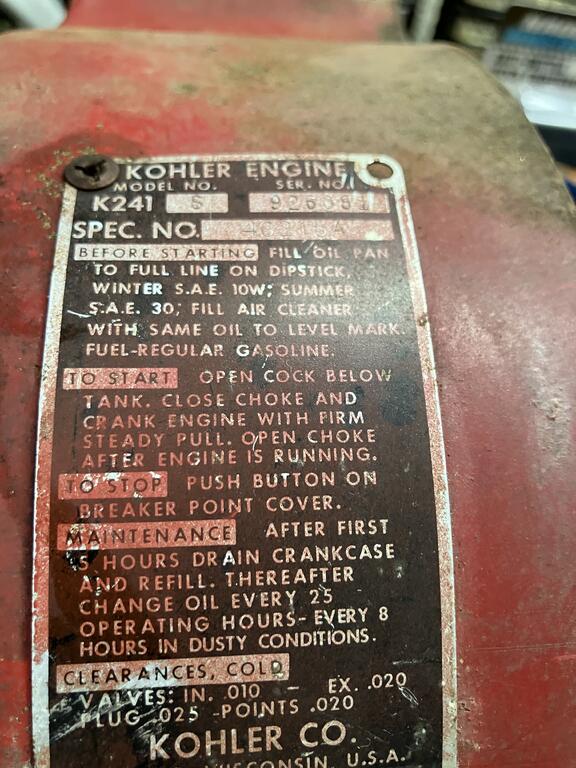 KOHLER ENGINE
MODEL NO. SER. NO.
K241 S
SPEC. NO.
BEFORE STARTING FILL OIL PAN
TO FULL LINE ON DIPSTICK,
WINTER S.A.E. 10W; SUMMER
S.A.E. 30; FILL AIR CLEANER
WITH SAME OIL TO LEVEL MARK.
FUEL-REGULAR GASOLINE.
TO START OPEN COCK BELOW
TANK. CLOSE CHOKE AND
CRANK ENGINE WITH FIRM
STEADY PULL. OPEN CHOKE
AFTER ENGINE IS RUNNING.
TO STOP PUSH BUTTON ON
BREAKER POINT COVER.
MAINTENANCE AFTER FIRST
5 HOURS DRAIN CRANKCASE
AND REFILL. THEREAFTER
CHANGE OIL EVERY 25
OPERATING HOURS-EVERY 8
HOURS IN DUSTY CONDITIONS.
CLEARANCES, COLD
VALVES: IN. .010 — EX. .020
PLUG .025 -POINTS .020
KOHLER CO.
WISCONSIN, U.S.A.